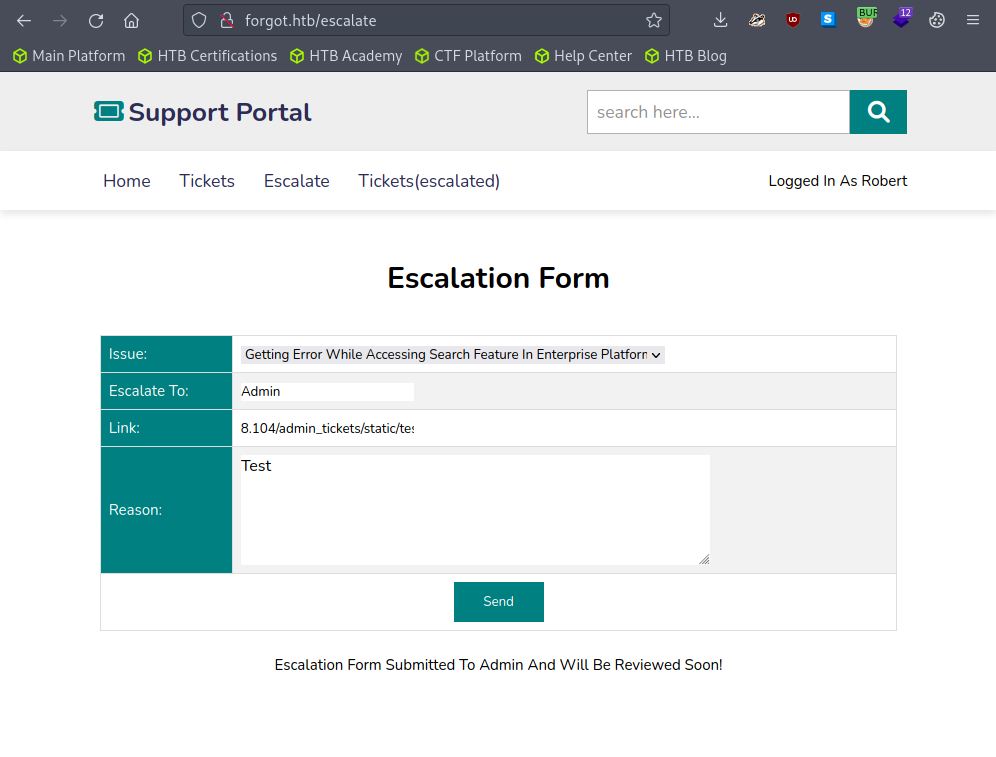 forgot.htb/escalate
BUR
12
Main Platform HTB Certifications HTB Academy CTF Platform Help Center HTB Blog
Support Portal
search here...
Home Tickets Escalate Tickets(escalated) Logged In As Robert
Escalation Form
Issue: Getting Error While Accessing Search Feature In Enterprise Platform
Escalate To: Admin
Link: 8.104/admin_tickets/static/tes
Reason: Test
Send
Escalation Form Submitted To Admin And Will Be Reviewed Soon!